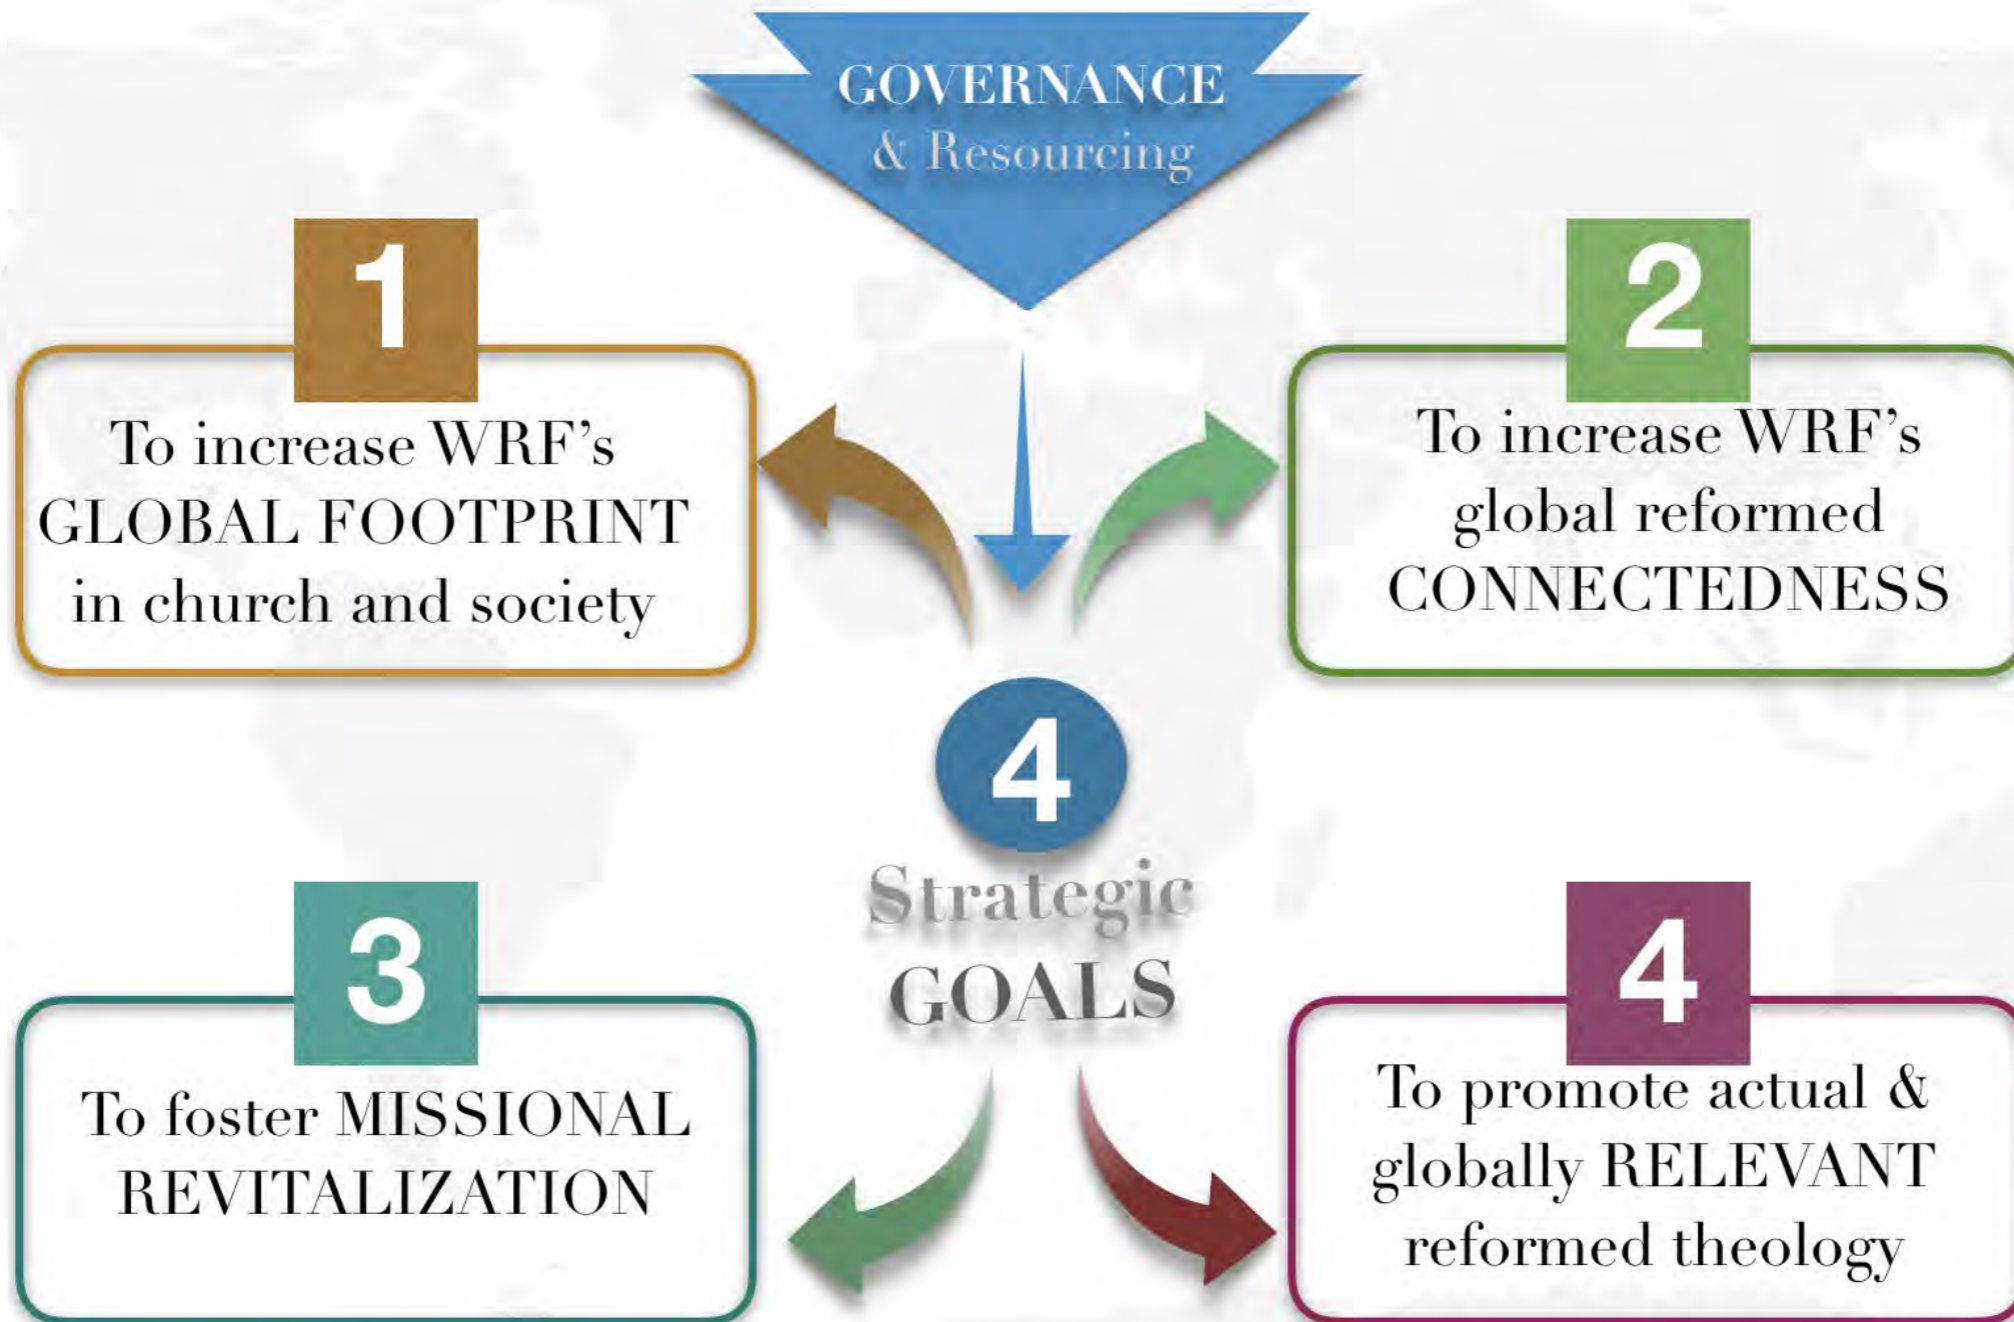 GOVERNANCE
& Resourcing
1
To increase WRF’s
GLOBAL FOOTPRINT
in church and society
2
To increase WRF’s
global reformed
CONNECTEDNESS
4
Strategic
GOALS
3
To foster MISSIONAL
REVITALIZATION
4
To promote actual &
globally RELEVANT
reformed theology